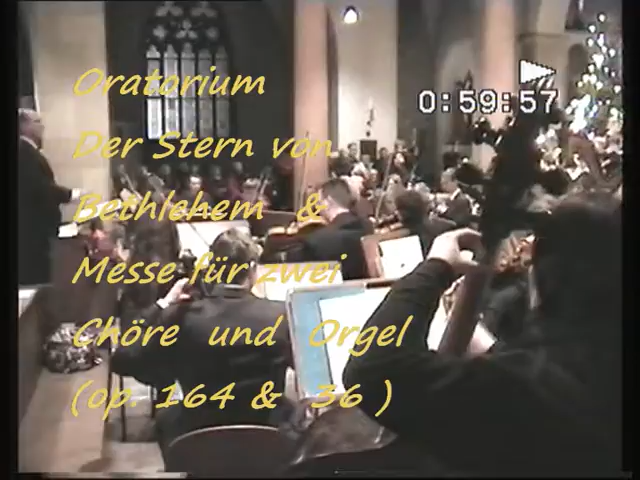 Oratorium
0:59:57
Der Stern von
Bethlehem &
Messe für zwei
Chöre und Orgel
(op. 164 & 36 )